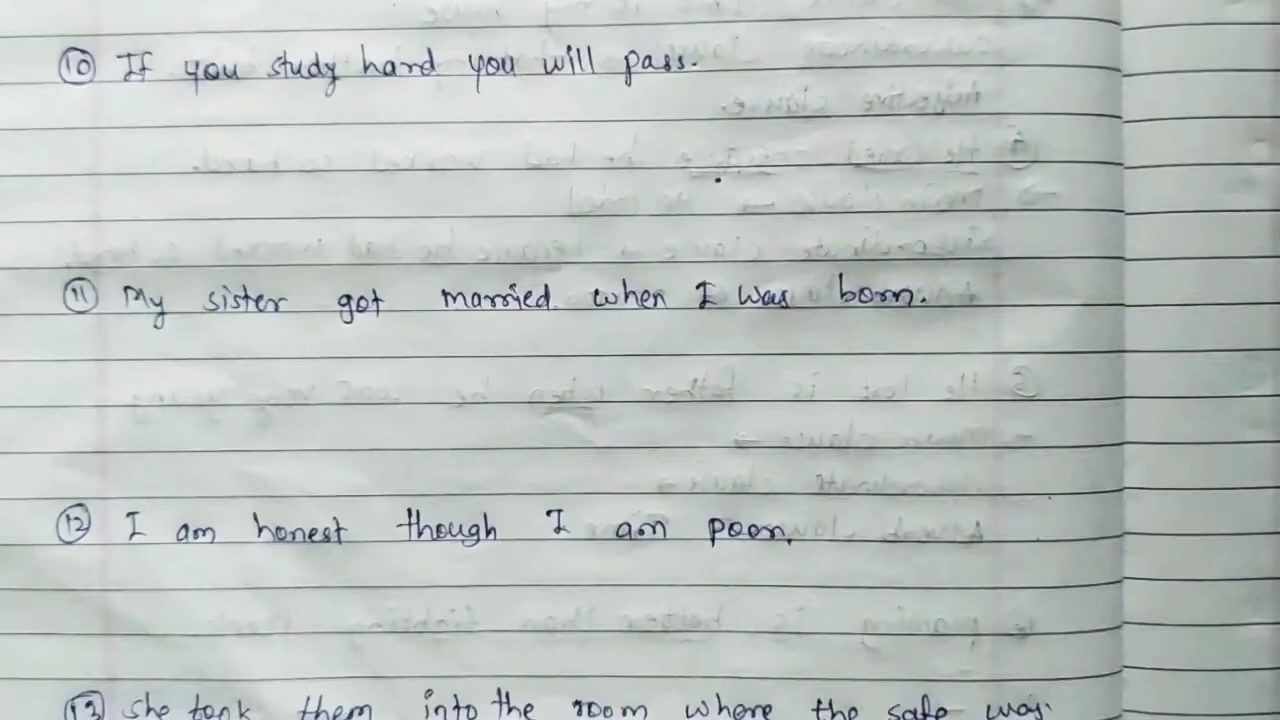 10 If you study hard you will pass.
11 My sister got married when I was born.
12 I am honest though I am poor.
13 She took them into the room where the safe was.